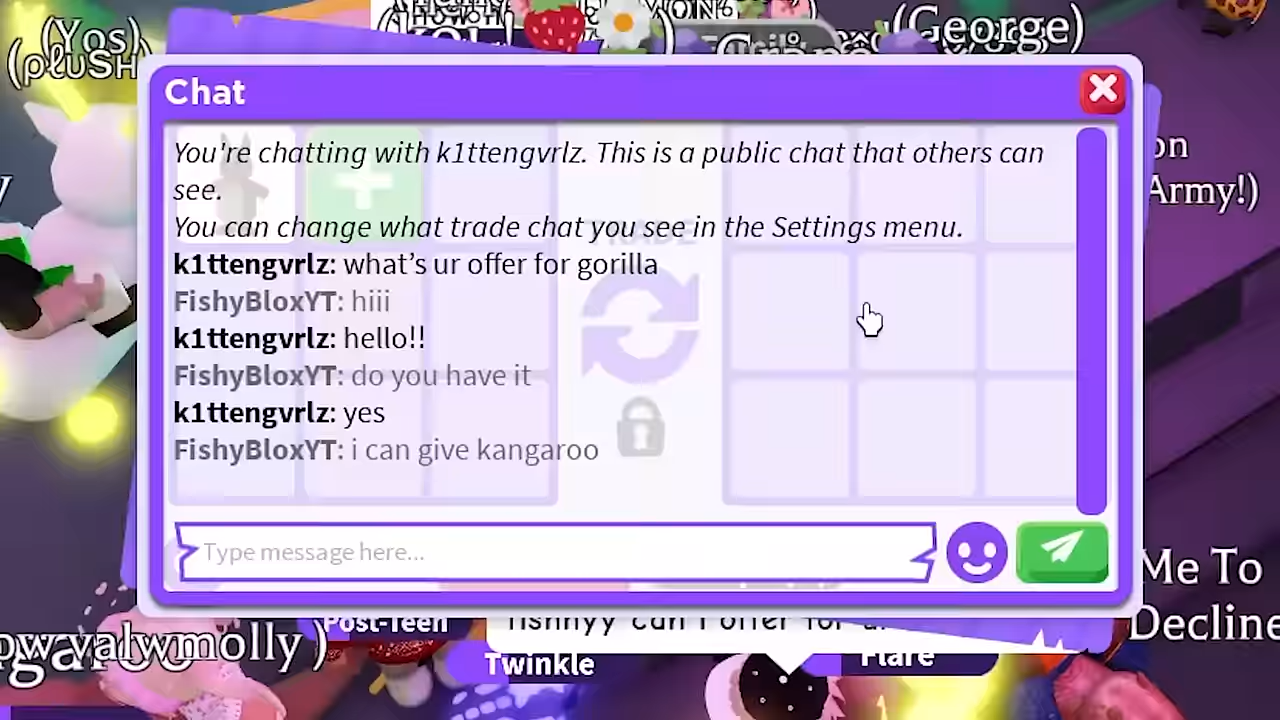 (Yos)
(George)
Chat
You're chatting with k1ttengvrlz. This is a public chat that others can
see.
You can change what trade chat you see in the Settings menu.
k1ttengvrlz: what’s ur offer for gorilla
FishyBloxYT: hiii
k1ttengvrlz: hello!!
FishyBloxYT: do you have it
k1ttengvrlz: yes
FishyBloxYT: i can give kangaroo
Type message here...
TRADE
Army!)
Me To
Decline
Post-Teen
Twinkle
Flare